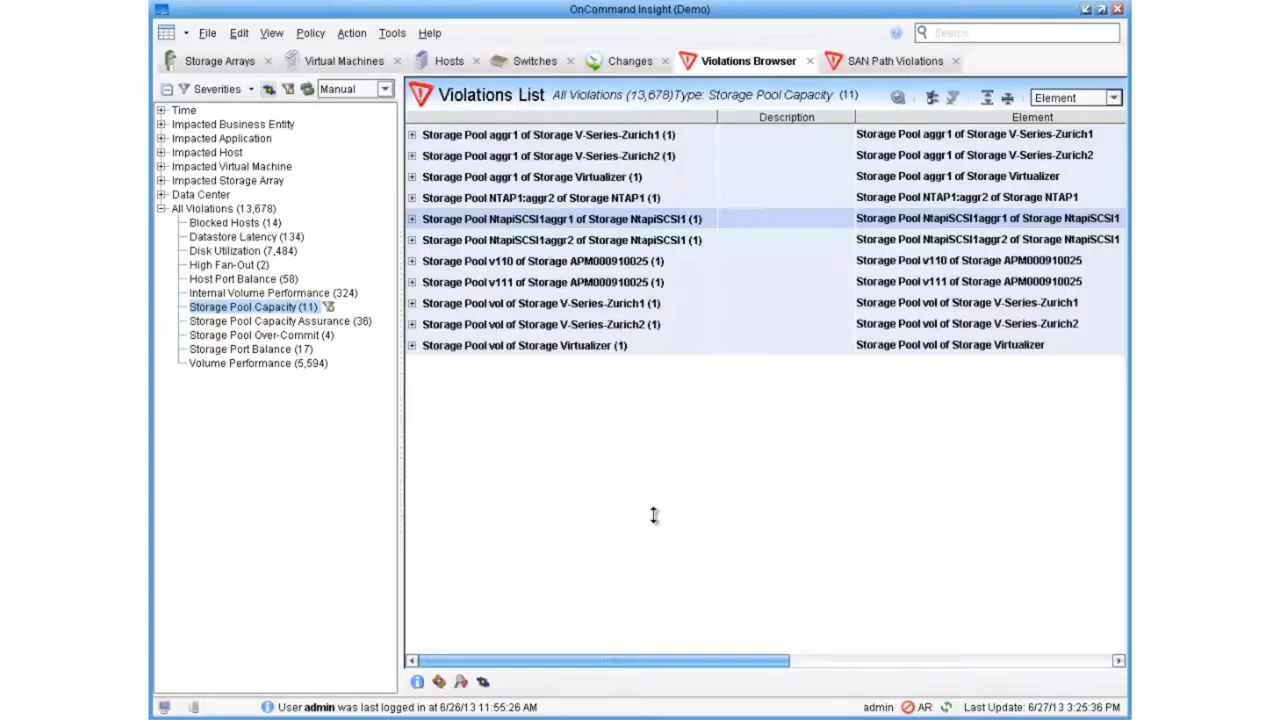 OnCommand Insight (Demo)
File Edit View Policy Action Tools Help
Search
Storage Arrays Virtual Machines Hosts Switches Changes Violations Browser SAN Path Violations
Severities Manual
Violations List All Violations (13,678)Type: Storage Pool Capacity (11) Element
Description Element
Time
Impacted Business Entity
Impacted Application
Impacted Host
Impacted Virtual Machine
Impacted Storage Array
Data Center
All Violations (13,678)
Blocked Hosts (14)
Datastore Latency (134)
Disk Utilization (7,484)
High Fan-Out (2)
Host Port Balance (58)
Internal Volume Performance (324)
Storage Pool Capacity (11)
Storage Pool Capacity Assurance (36)
Storage Pool Over-Commit (4)
Storage Port Balance (17)
Volume Performance (5,594)
Storage Pool aggr1 of Storage V-Series-Zurich1 (1) Storage Pool aggr1 of Storage V-Series-Zurich1
Storage Pool aggr1 of Storage V-Series-Zurich2 (1) Storage Pool aggr1 of Storage V-Series-Zurich2
Storage Pool aggr1 of Storage Virtualizer (1) Storage Pool aggr1 of Storage Virtualizer
Storage Pool NTAP1:aggr2 of Storage NTAP1 (1) Storage Pool NTAP1:aggr2 of Storage NTAP1
Storage Pool NtapiSCSI1aggr1 of Storage NtapiSCSI1 (1) Storage Pool NtapiSCSI1aggr1 of Storage NtapiSCSI1
Storage Pool NtapiSCSI1aggr2 of Storage NtapiSCSI1 (1) Storage Pool NtapiSCSI1aggr2 of Storage NtapiSCSI1
Storage Pool v110 of Storage APM000910025 (1) Storage Pool v110 of Storage APM000910025
Storage Pool v111 of Storage APM000910025 (1) Storage Pool v111 of Storage APM000910025
Storage Pool vol of Storage V-Series-Zurich1 (1) Storage Pool vol of Storage V-Series-Zurich1
Storage Pool vol of Storage V-Series-Zurich2 (1) Storage Pool vol of Storage V-Series-Zurich2
Storage Pool vol of Storage Virtualizer (1) Storage Pool vol of Storage Virtualizer
User admin was last logged in at 6/26/13 11:55:26 AM admin AR Last Update: 6/27/13 3:25:36 PM